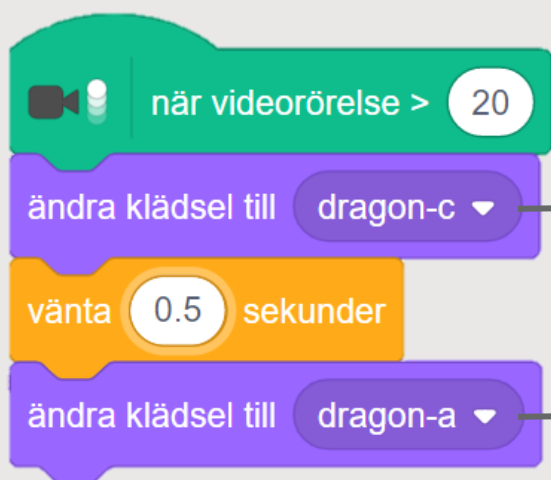 när videorörelse > 20
ändra klädsel till dragon-c
vänta 0.5 sekunder
ändra klädsel till dragon-a